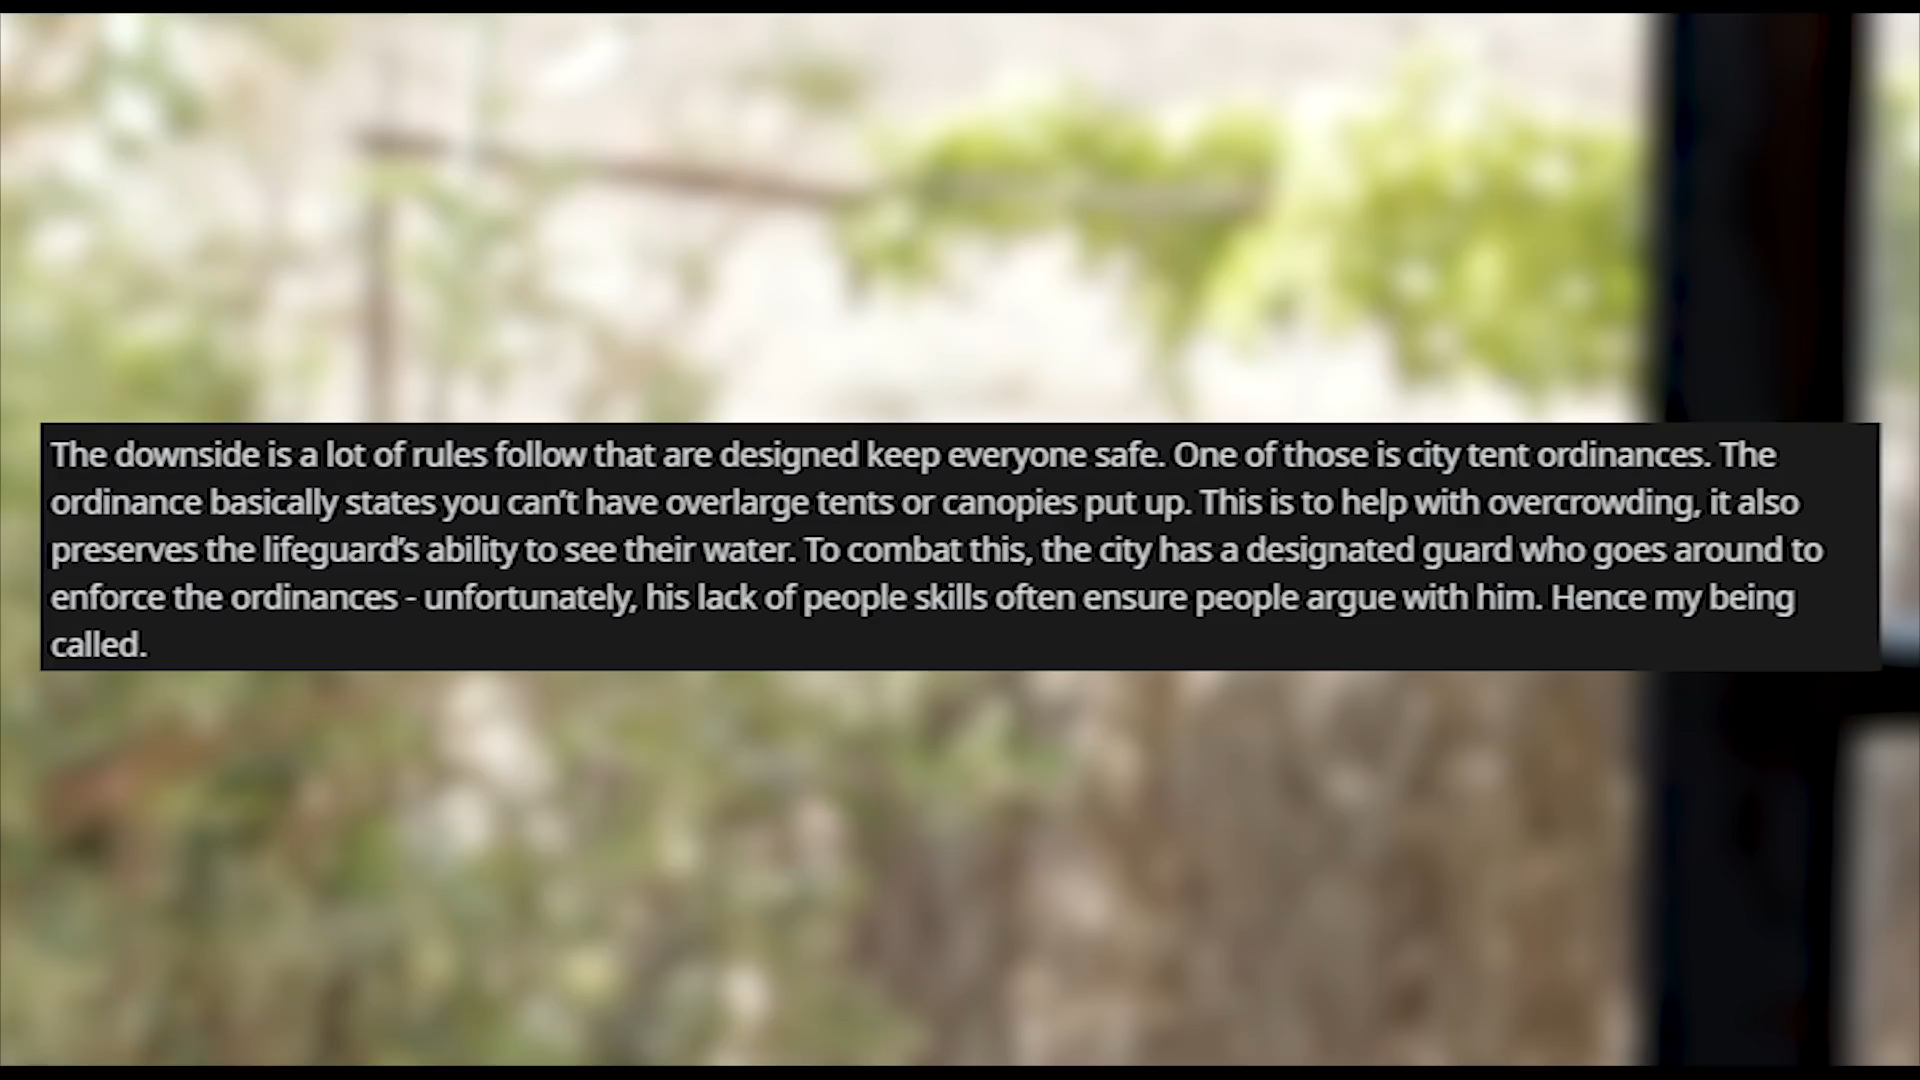 The downside is a lot of rules follow that are designed keep everyone safe. One of those is city tent ordinances. The
ordinance basically states you can’t have overlarge tents or canopies put up. This is to help with overcrowding, it also
preserves the lifeguard’s ability to see their water. To combat this, the city has a designated guard who goes around to
enforce the ordinances - unfortunately, his lack of people skills often ensure people argue with him. Hence my being
called.